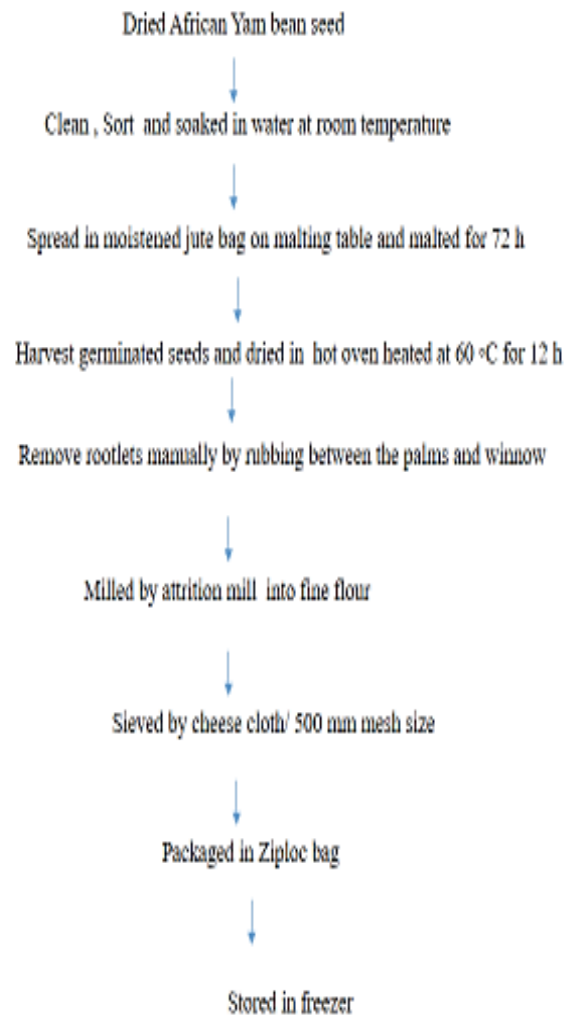 Dried African Yam bean seed
Clean , Sort and soaked in water at room temperature
Spread in moistened jute bag on malting table and malted for 72 h
Harvest germinated seeds and dried in hot oven heated at 60 °C for 12 h
Remove rootlets manually by rubbing between the palms and winnow
Milled by attrition mill into fine flour
Sieved by cheese cloth/ 500 mm mesh size
Packaged in Ziploc bag
Stored in freezer